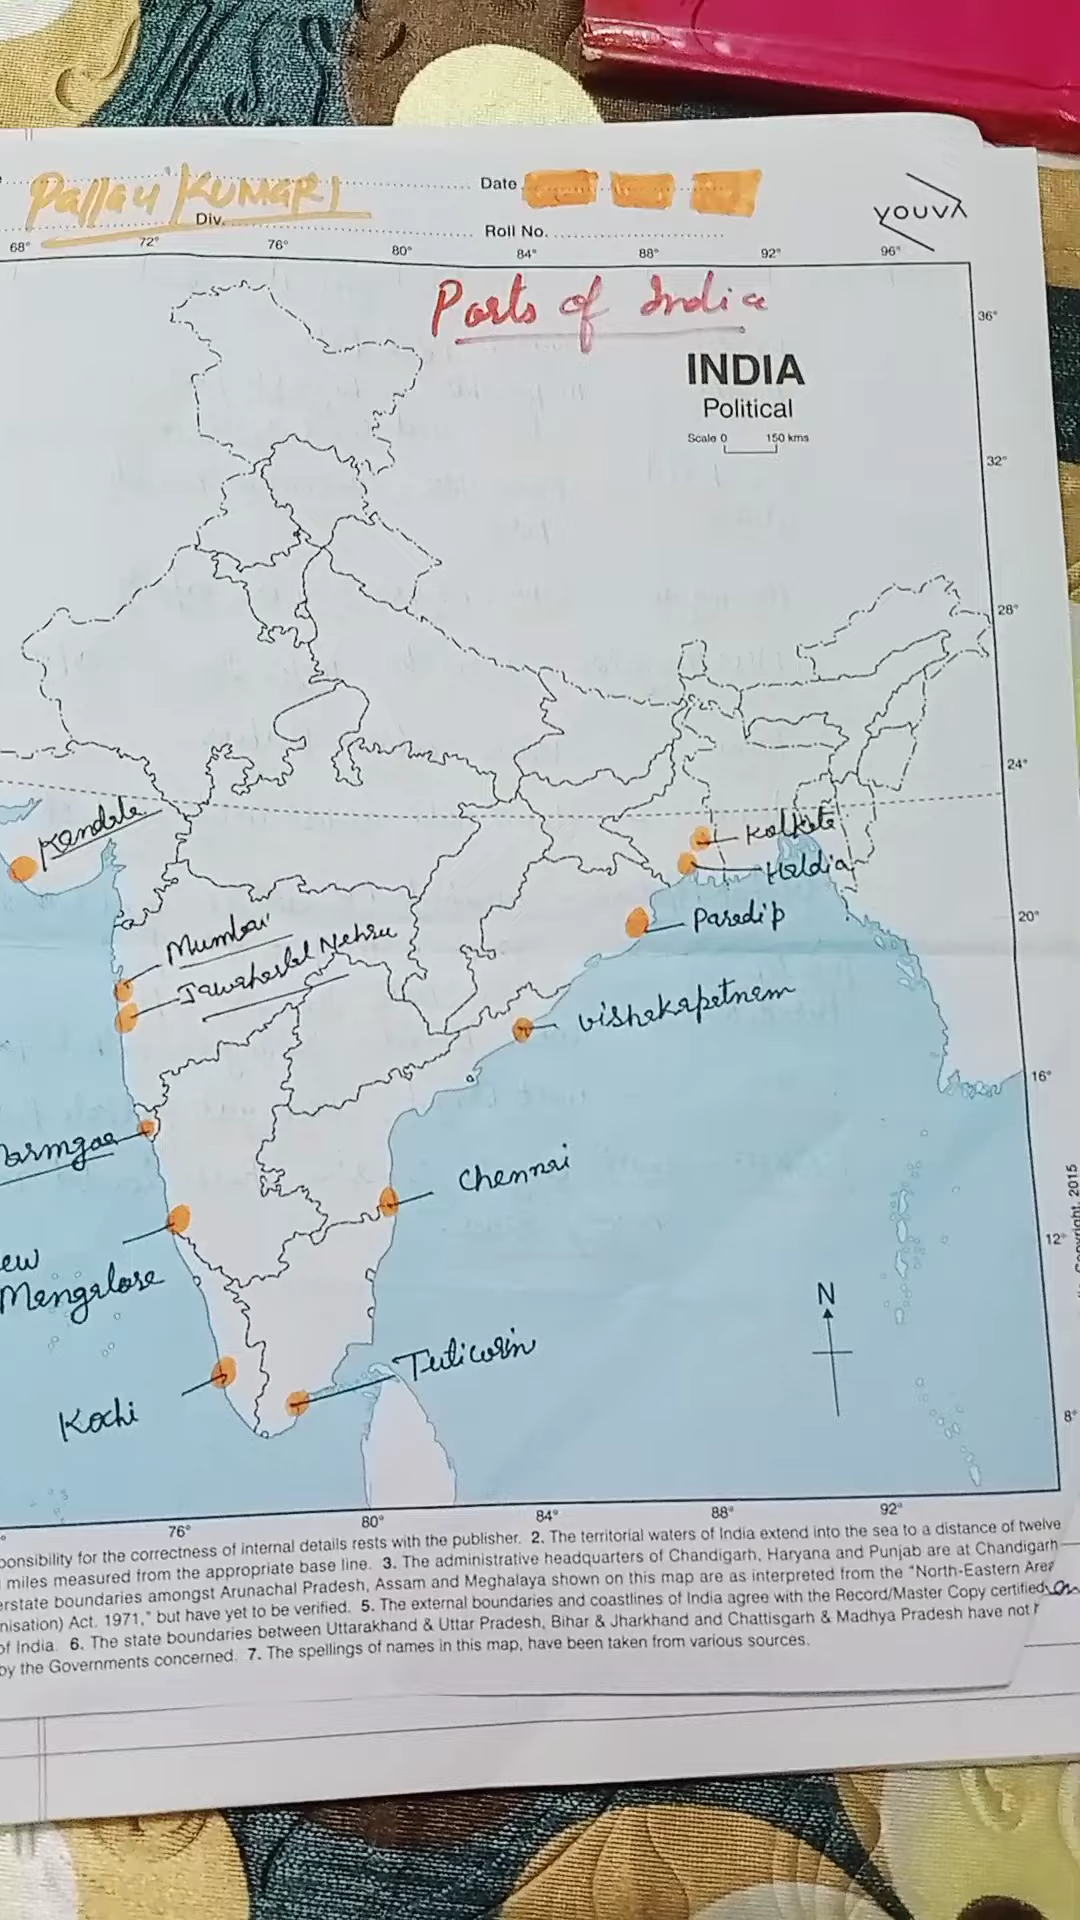 Pallavi KUMARI
Date
YOUVA
Div.
Roll No.
68° 72° 76° 80° 84° 88° 92° 96°
Ports of India
36°
INDIA
Political
Scale 0 150 kms
32°
28°
24°
Kandala
Kolkata
Haldia
Mumbai
Paradip
20°
Jawaharlal Nehru
vishakapatnam
16°
armgao
Chennai
Copyright, 2015
12°
ew
Mangalore
N
Tuticorin
Kochi
8°
76° 80° 84° 88° 92°
ponsibility for the correctness of internal details rests with the publisher. 2. The territorial waters of India extend into the sea to a distance of twelve
miles measured from the appropriate base line. 3. The administrative headquarters of Chandigarh, Haryana and Punjab are at Chandigarh
erstate boundaries amongst Arunachal Pradesh, Assam and Meghalaya shown on this map are as interpreted from the "North-Eastern Area
nisation) Act. 1971," but have yet to be verified. 5. The external boundaries and coastlines of India agree with the Record/Master Copy certified
of India. 6. The state boundaries between Uttarakhand & Uttar Pradesh, Bihar & Jharkhand and Chattisgarh & Madhya Pradesh have not
by the Governments concerned. 7. The spellings of names in this map, have been taken from various sources.